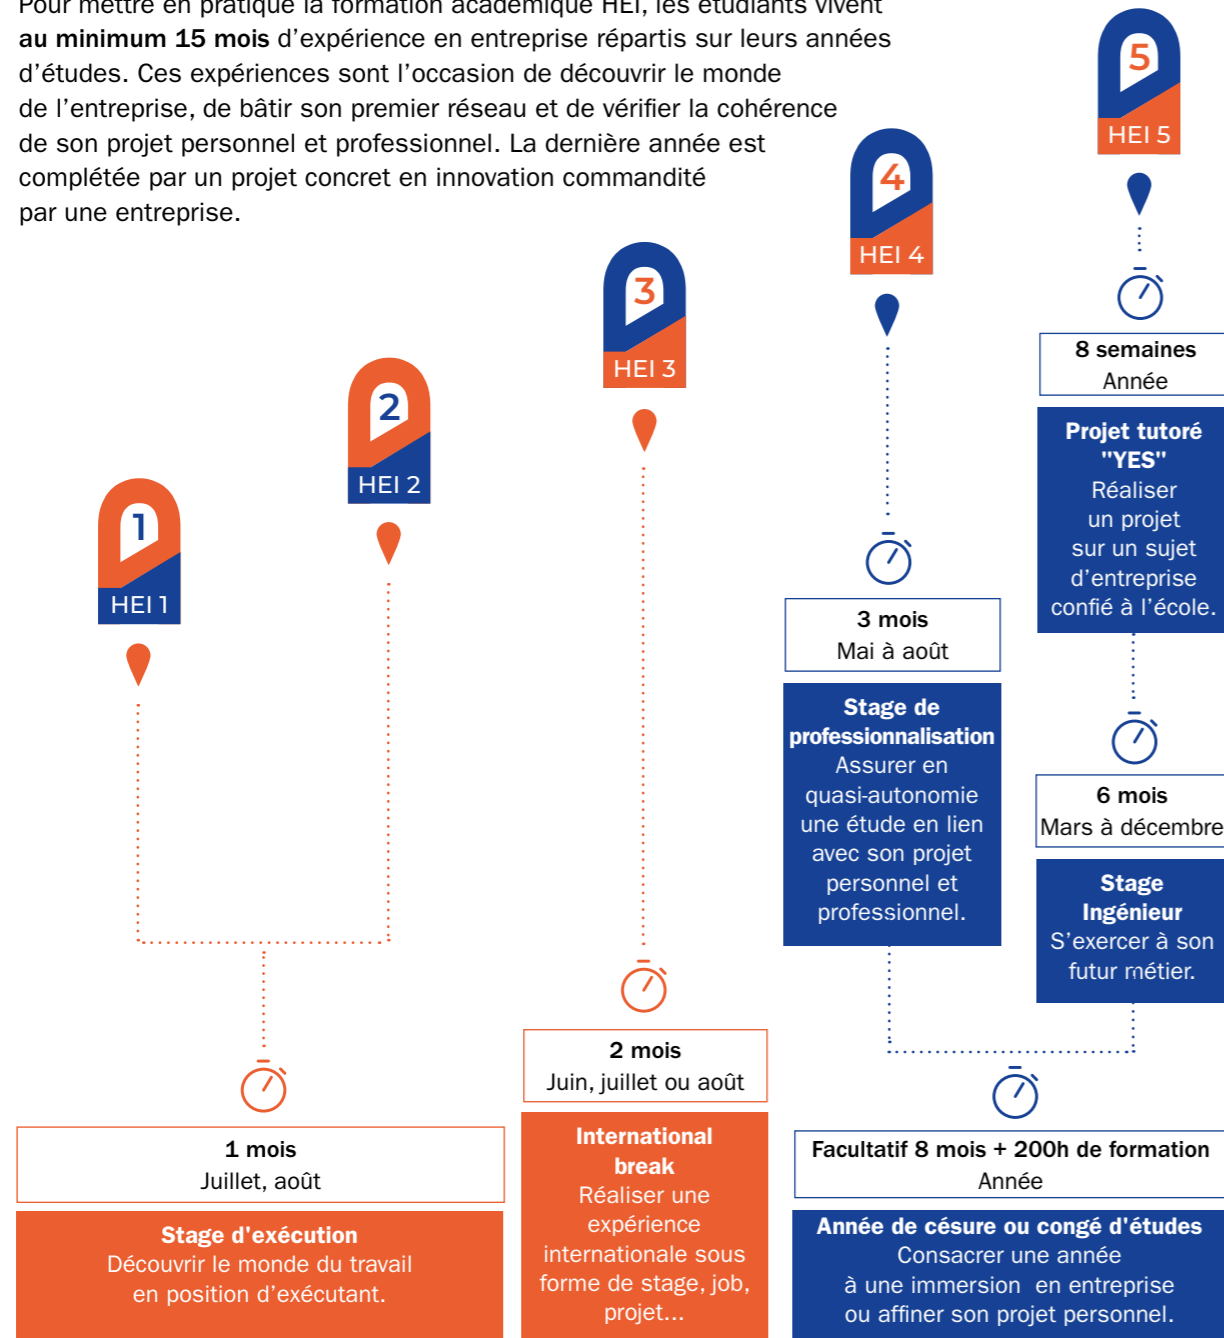 Pour mettre en pratique la formation académique HEI, les étudiants vivent
au minimum 15 mois d’expérience en entreprise répartis sur leurs années
d’études. Ces expériences sont l’occasion de découvrir le monde
de l’entreprise, de bâtir son premier réseau et de vérifier la cohérence
de son projet personnel et professionnel. La dernière année est
complétée par un projet concret en innovation commandité
par une entreprise.
1
HEI 1
2
HEI 2
3
HEI 3
4
HEI 4
5
HEI 5
1 mois
Juillet, août
Stage d'exécution
Découvrir le monde du travail
en position d’exécutant.
2 mois
Juin, juillet ou août
International
break
Réaliser une
expérience
internationale sous
forme de stage, job,
projet...
3 mois
Mai à août
Stage de
professionnalisation
Assurer en
quasi-autonomie
une étude en lien
avec son projet
personnel et
professionnel.
8 semaines
Année
Projet tutoré
"YES"
Réaliser
un projet
sur un sujet
d’entreprise
confié à l’école.
6 mois
Mars à décembre
Stage
Ingénieur
S’exercer à son
futur métier.
Facultatif 8 mois + 200h de formation
Année
Année de césure ou congé d'études
Consacrer une année
à une immersion en entreprise
ou affiner son projet personnel.